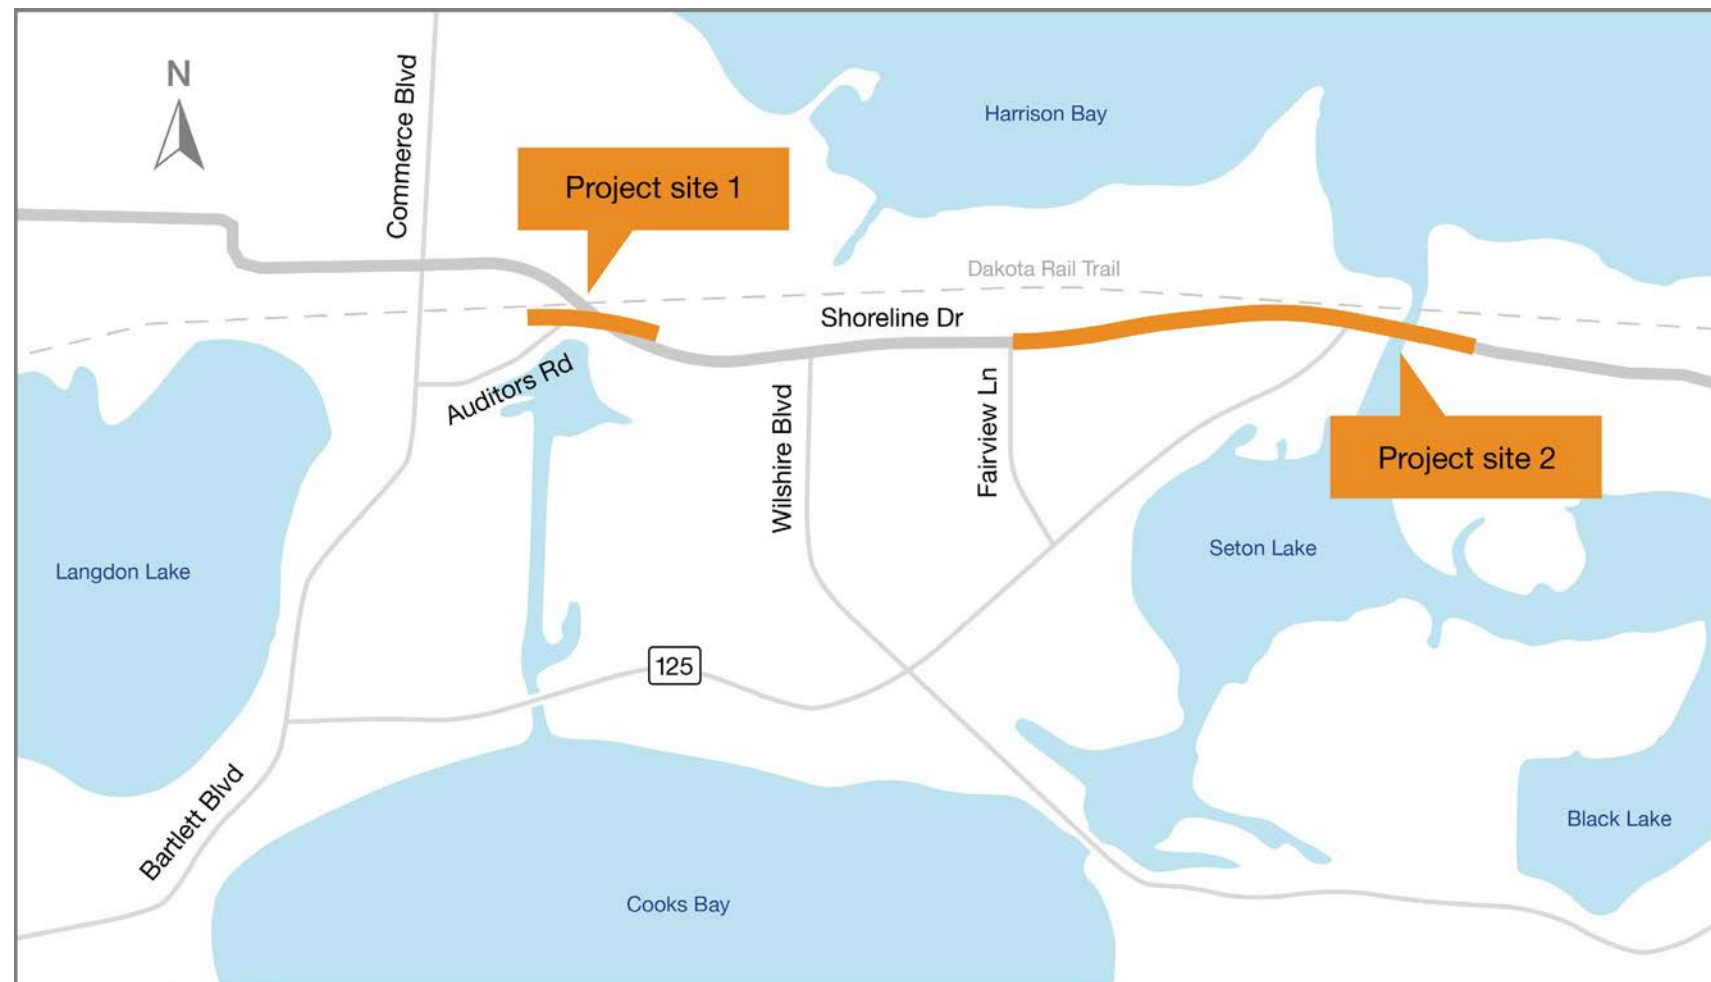 N
Commerce Blvd
Harrison Bay
Project site 1
Dakota Rail Trail
Shoreline Dr
Auditors Rd
Wilshire Blvd
Fairview Ln
Project site 2
Langdon Lake
Seton Lake
125
Bartlett Blvd
Black Lake
Cooks Bay